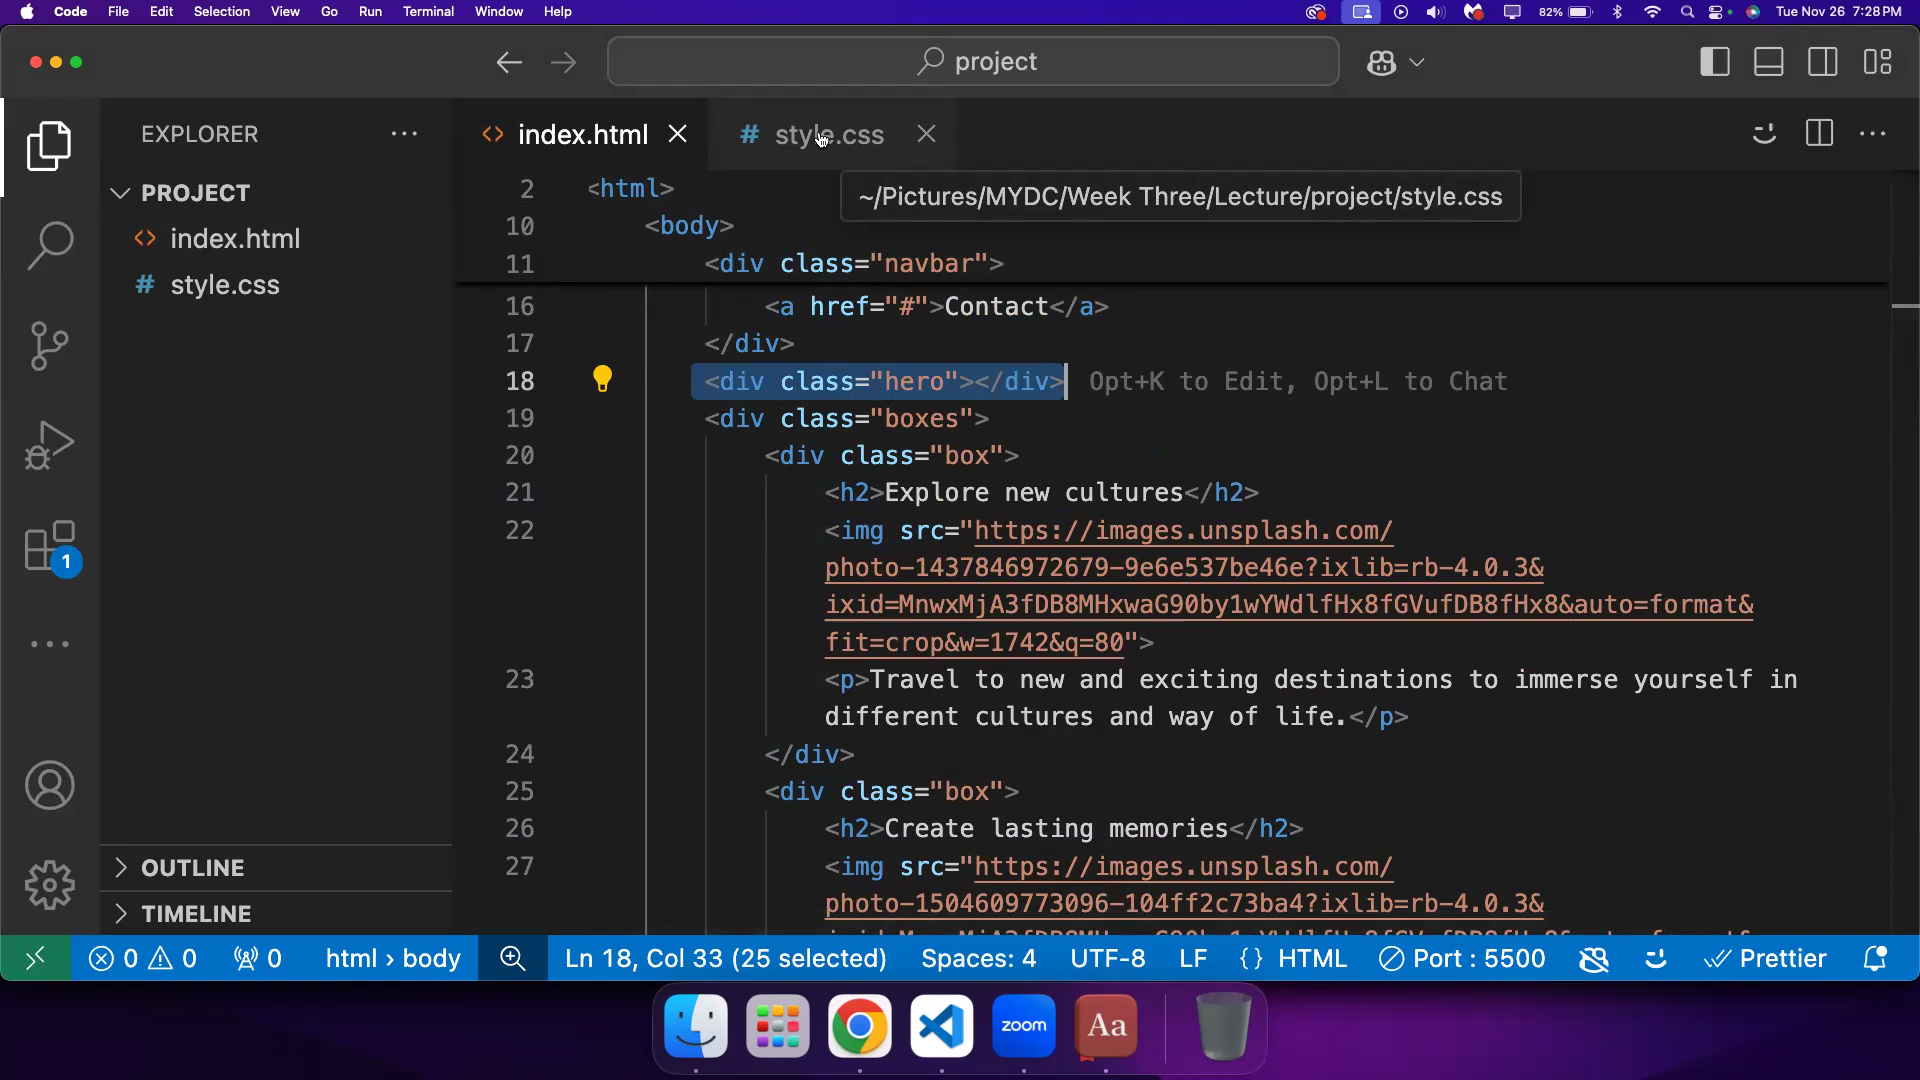 Code File Edit Selection View Go Run Terminal Window Help 82% Tue Nov 26 7:28 PM
project
EXPLORER
PROJECT
index.html
style.css
OUTLINE
TIMELINE
1
index.html
style.css
~/Pictures/MYDC/Week Three/Lecture/project/style.css
2 <html>
10 <body>
11 <div class="navbar">
16 <a href="#">Contact</a>
17 </div>
18 <div class="hero"></div> Opt+K to Edit, Opt+L to Chat
19 <div class="boxes">
20 <div class="box">
21 <h2>Explore new cultures</h2>
22 <img src="https://images.unsplash.com/
photo-1437846972679-9e6e537be46e?ixlib=rb-4.0.3&
ixid=MnwxMjA3fDB8MHxwaG90by1wYWdlfHx8fGVufDB8fHx8&auto=format&
fit=crop&w=1742&q=80">
23 <p>Travel to new and exciting destinations to immerse yourself in
different cultures and way of life.</p>
24 </div>
25 <div class="box">
26 <h2>Create lasting memories</h2>
27 <img src="https://images.unsplash.com/
photo-1504609773096-104ff2c73ba4?ixlib=rb-4.0.3&
0 0 0 html › body Ln 18, Col 33 (25 selected) Spaces: 4 UTF-8 LF {} HTML Port : 5500 Prettier
zoom Aa